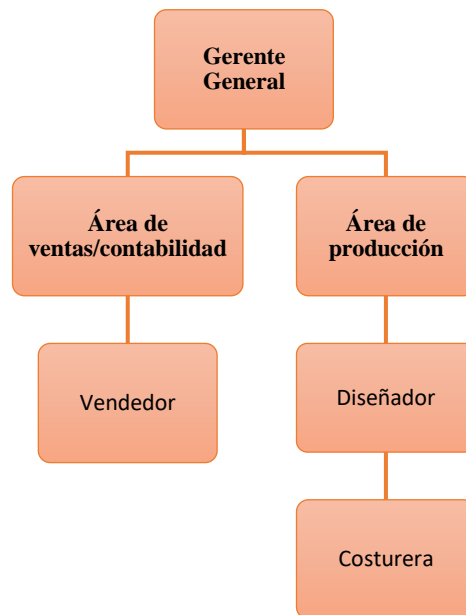 Gerente
General
Área de
ventas/contabilidad
Área de
producción
Vendedor
Diseñador
Costurera